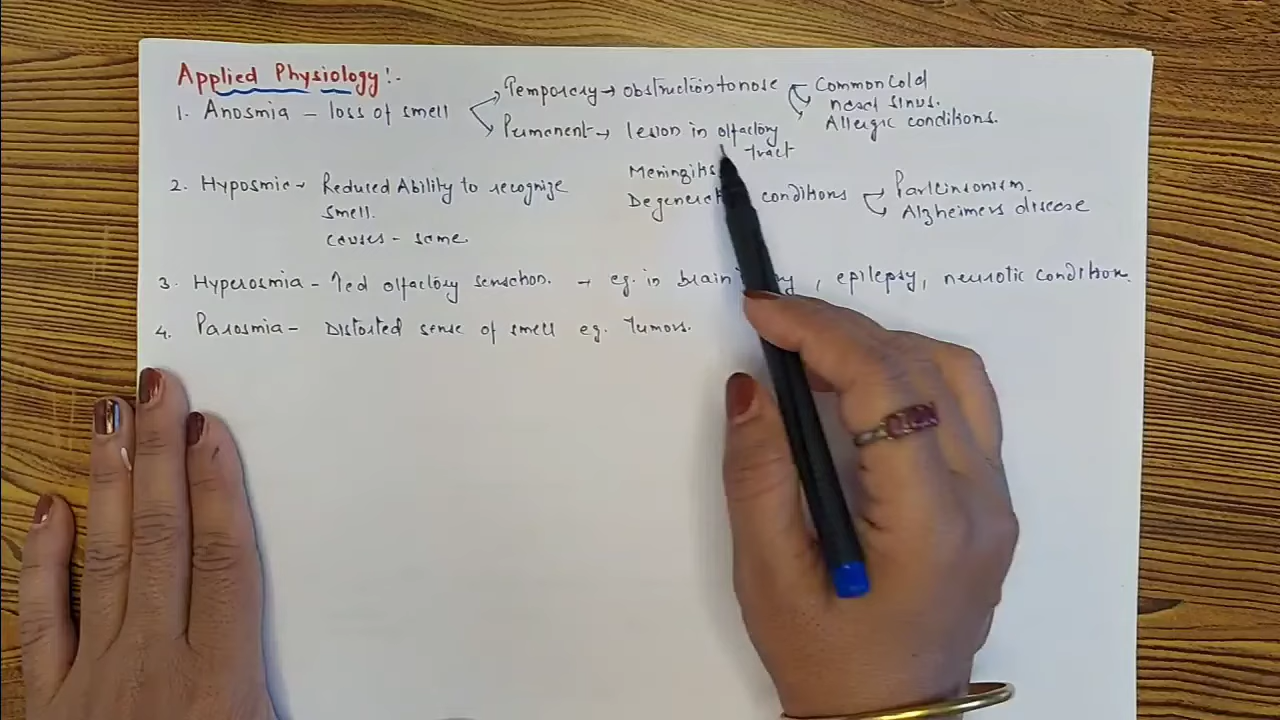 Applied Physiology :-
1. Anosmia - loss of smell
Temporary → obstruction to nose
Common Cold
nasal sinus.
Allergic conditions.
Permanent → lesion in olfactory
tract
Meningitis
conditions → Parkinsonism.
Alzheimers disease
2. Hyposmia → Reduced Ability to recognize
smell.
causes - same.
3. Hyperosmia - ↑ed olfactory sensation. → eg. in brain , epilepsy, neurotic condition.
4. Parosmia - Distorted sense of smell eg. Tumors.